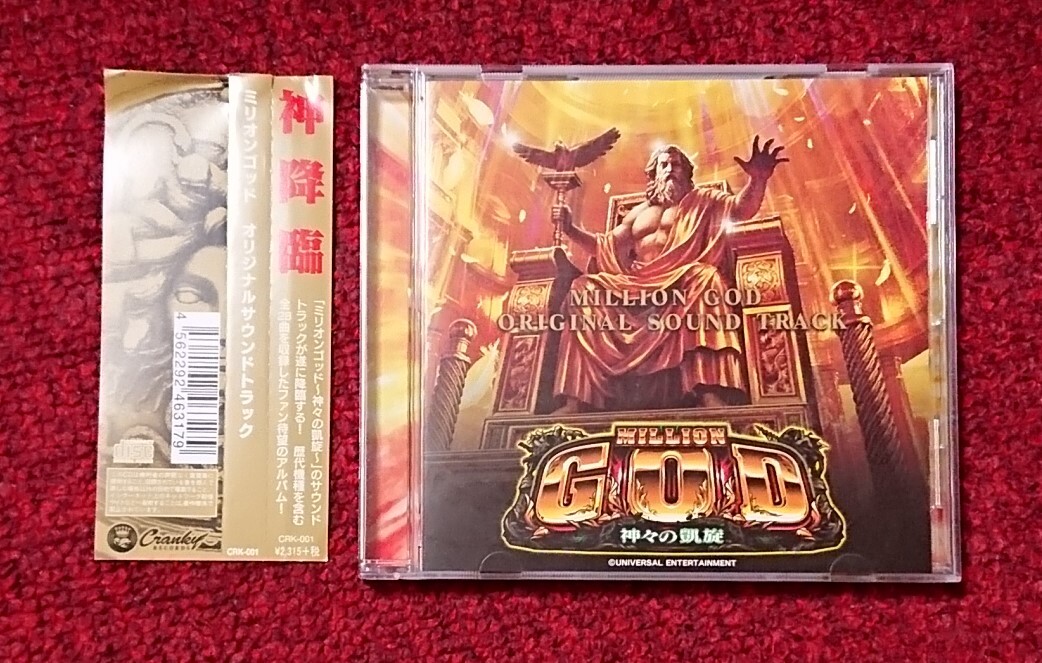 神降臨
「ミリオンゴッド~神々の凱旋~」のサウンド
トラックが遂に降臨する! 歴代機種を含む
全28曲を収録したファン待望のアルバム!
CRK-001
¥2,315+税
ミリオンゴッド オリジナルサウンドトラック
CRK-001
4 562292 463179
Cranky
MILLION GOD
ORIGINAL SOUND TRACK
MILLION
GOD
神々の凱旋
©UNIVERSAL ENTERTAINMENT